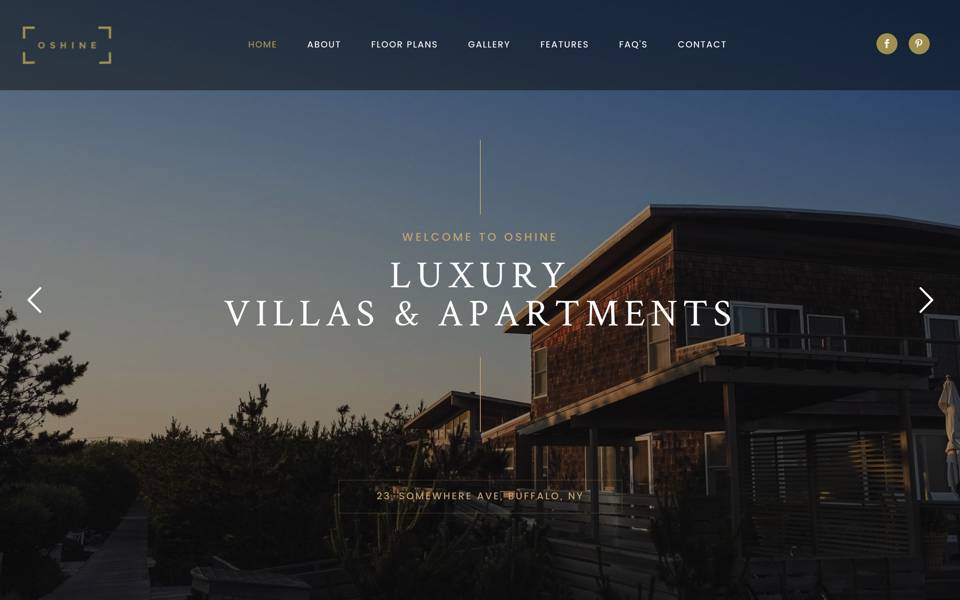 OSHINE
HOME ABOUT FLOOR PLANS GALLERY FEATURES FAQ'S CONTACT
WELCOME TO OSHINE
LUXURY
VILLAS & APARTMENTS
23, SOMEWHERE AVE, BUFFALO, NY